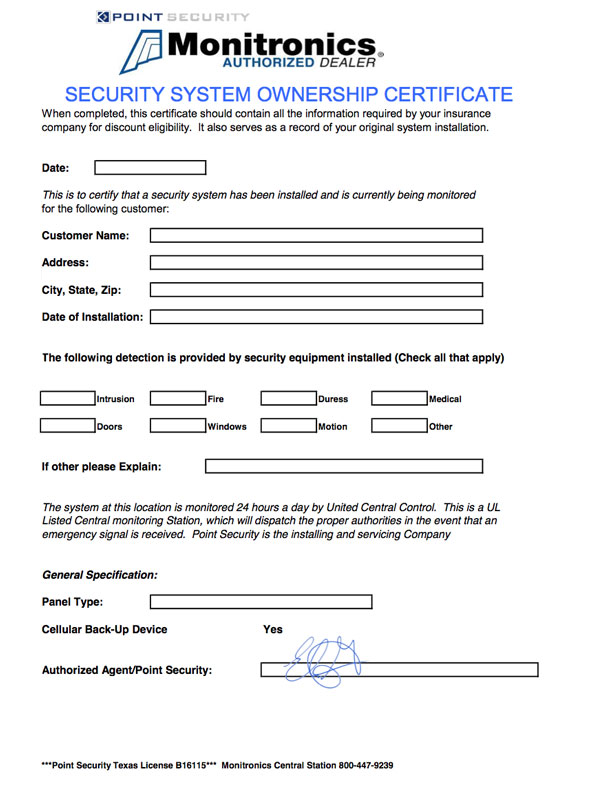 POINT SECURITY
Monitronics®
AUTHORIZED DEALER
SECURITY SYSTEM OWNERSHIP CERTIFICATE
When completed, this certificate should contain all the information required by your insurance
company for discount eligibility. It also serves as a record of your original system installation.
Date:
This is to certify that a security system has been installed and is currently being monitored
for the following customer:
Customer Name:
Address:
City, State, Zip:
Date of Installation:
The following detection is provided by security equipment installed (Check all that apply)
Intrusion Fire Duress Medical
Doors Windows Motion Other
If other please Explain:
The system at this location is monitored 24 hours a day by United Central Control. This is a UL
Listed Central monitoring Station, which will dispatch the proper authorities in the event that an
emergency signal is received. Point Security is the installing and servicing Company
General Specification:
Panel Type:
Cellular Back-Up Device Yes
Authorized Agent/Point Security:
***Point Security Texas License B16115*** Monitronics Central Station 800-447-9239